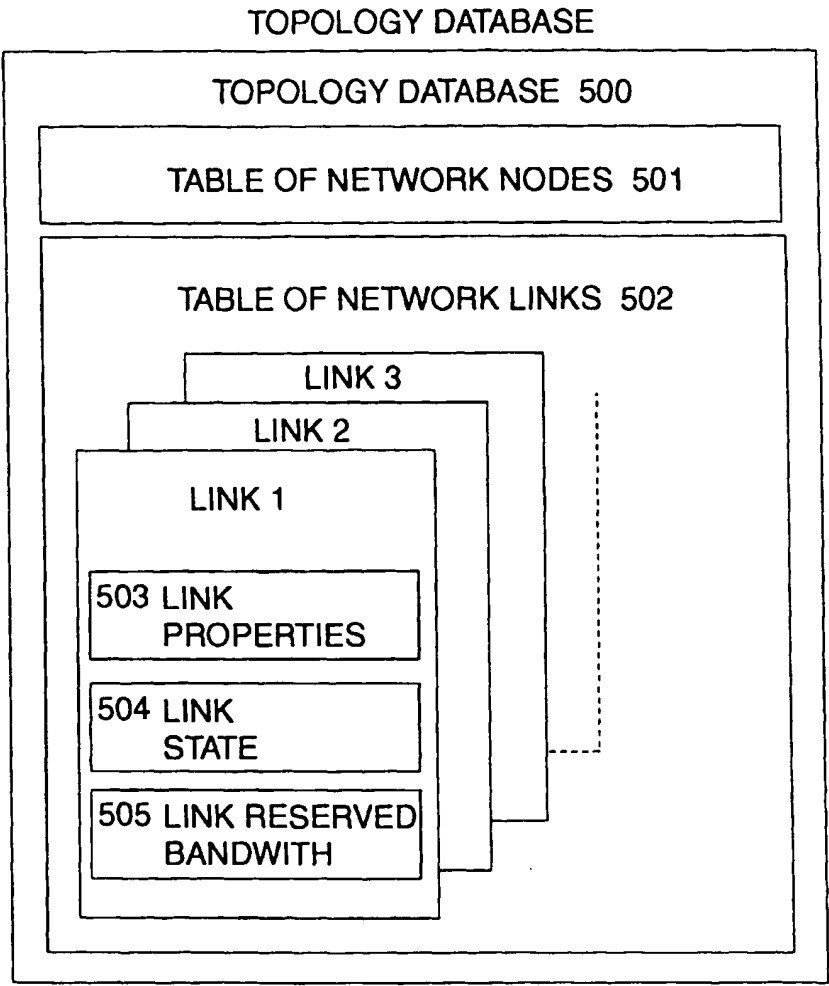 TOPOLOGY DATABASE
TOPOLOGY DATABASE 500
TABLE OF NETWORK NODES 501
TABLE OF NETWORK LINKS 502
LINK 3
LINK 2
LINK 1
503 LINK
PROPERTIES
504 LINK
STATE
505 LINK RESERVED
BANDWITH